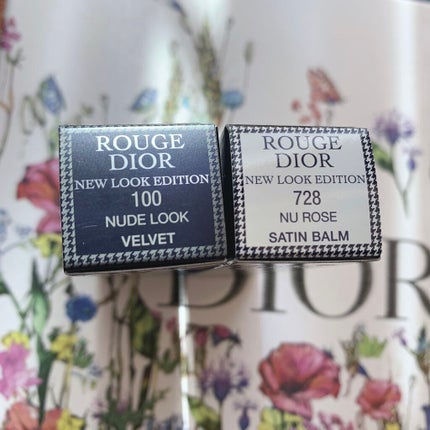 ROUGE
DIOR
NEW LOOK EDITION
100
NUDE LOOK
VELVET
ROUGE
DIOR
NEW LOOK EDITION
728
NU ROSE
SATIN BALM
DIOR